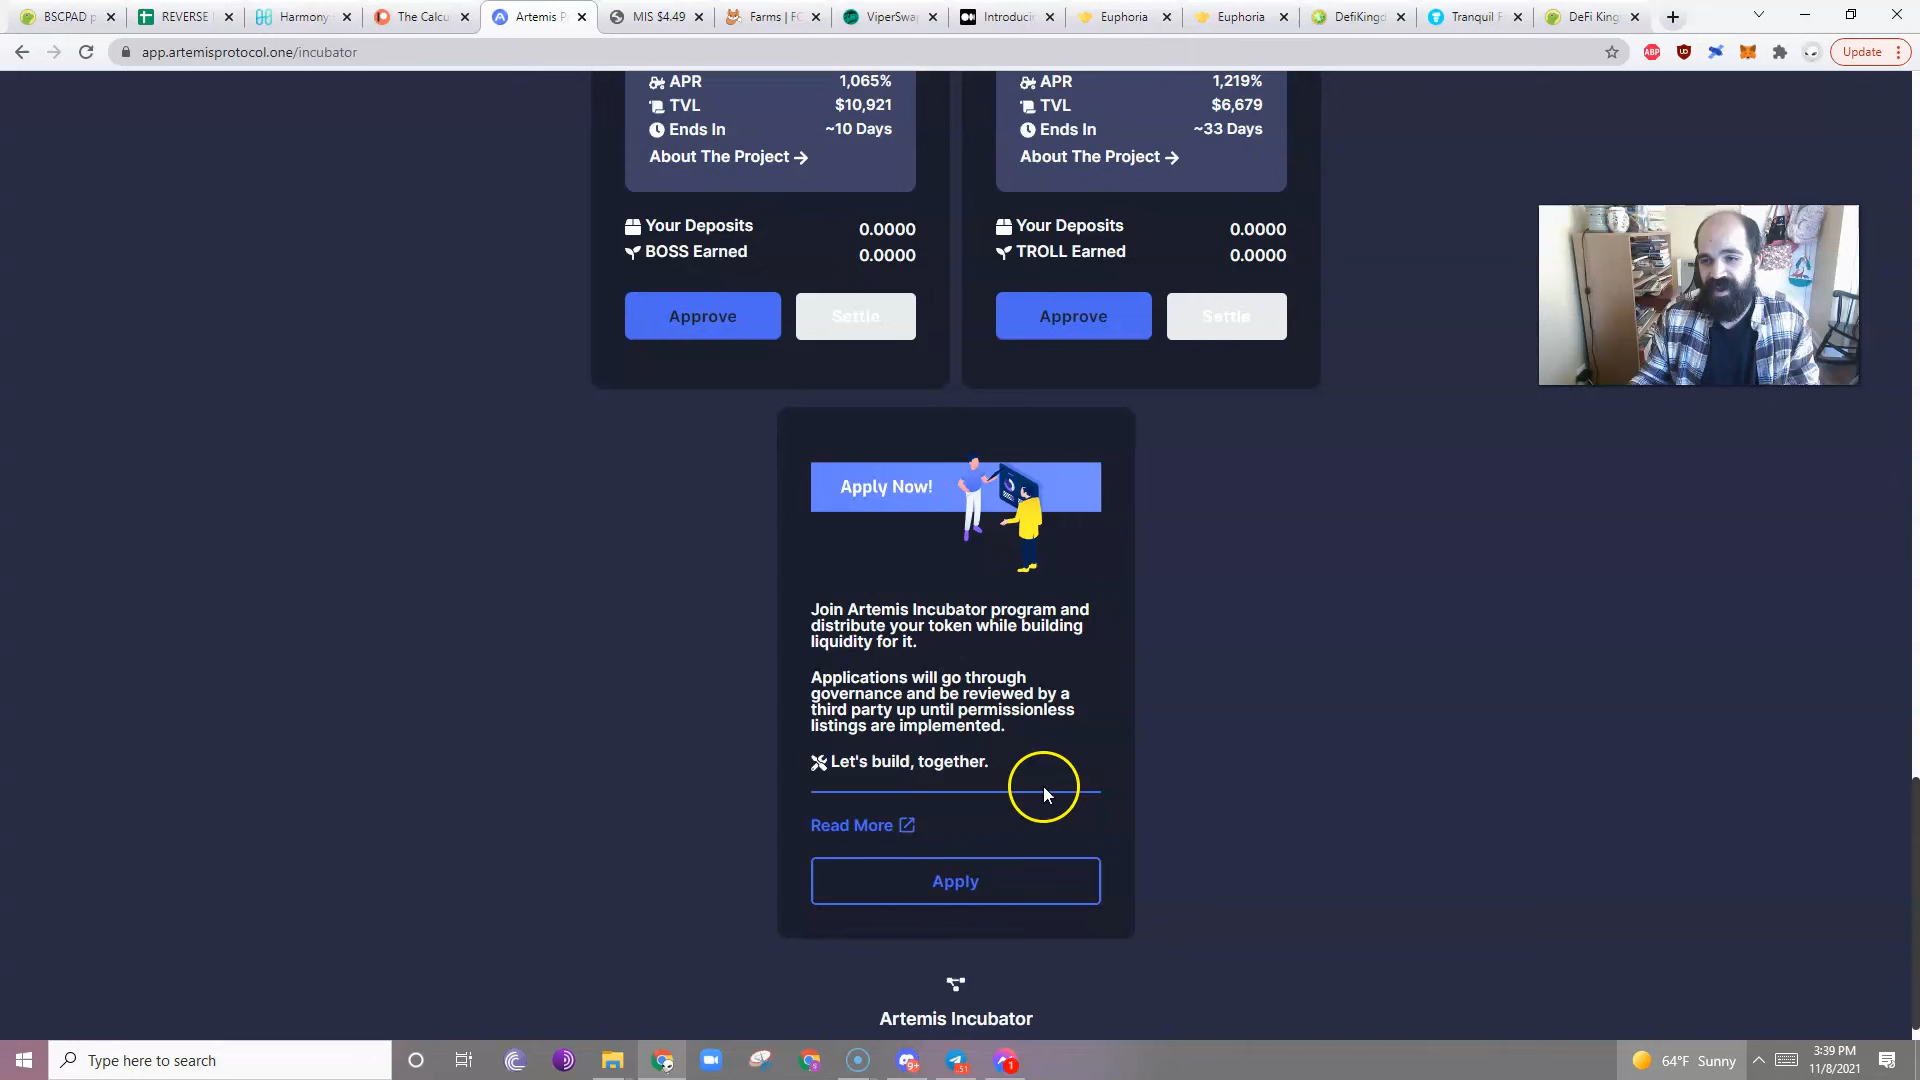 BSCPAD p
REVERSE
Harmony
The Calcu
Artemis P
MIS $4.49
Farms | FC
ViperSwa
Introducin
Euphoria
Euphoria
DefiKingd
Tranquil F
DeFi King
app.artemisprotocol.one/incubator
ABP
Update
APR 1,065%
TVL $10,921
Ends In ~10 Days
About The Project
Your Deposits 0.0000
BOSS Earned 0.0000
Approve Settle
APR 1,219%
TVL $6,679
Ends In ~33 Days
About The Project
Your Deposits 0.0000
TROLL Earned 0.0000
Approve Settle
Apply Now!
Join Artemis Incubator program and
distribute your token while building
liquidity for it.
Applications will go through
governance and be reviewed by a
third party up until permissionless
listings are implemented.
Let's build, together.
Read More
Apply
Artemis Incubator
Type here to search
9+
51
1
64°F Sunny
3:39 PM
11/8/2021